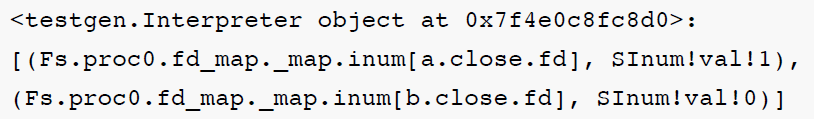 <testgen.Interpreter object at 0x7f4e0c8fc8d0>:
[(Fs.proc0.fd_map._map.inum[a.close.fd], SInum!val!1),
(Fs.proc0.fd_map._map.inum[b.close.fd], SInum!val!0)]